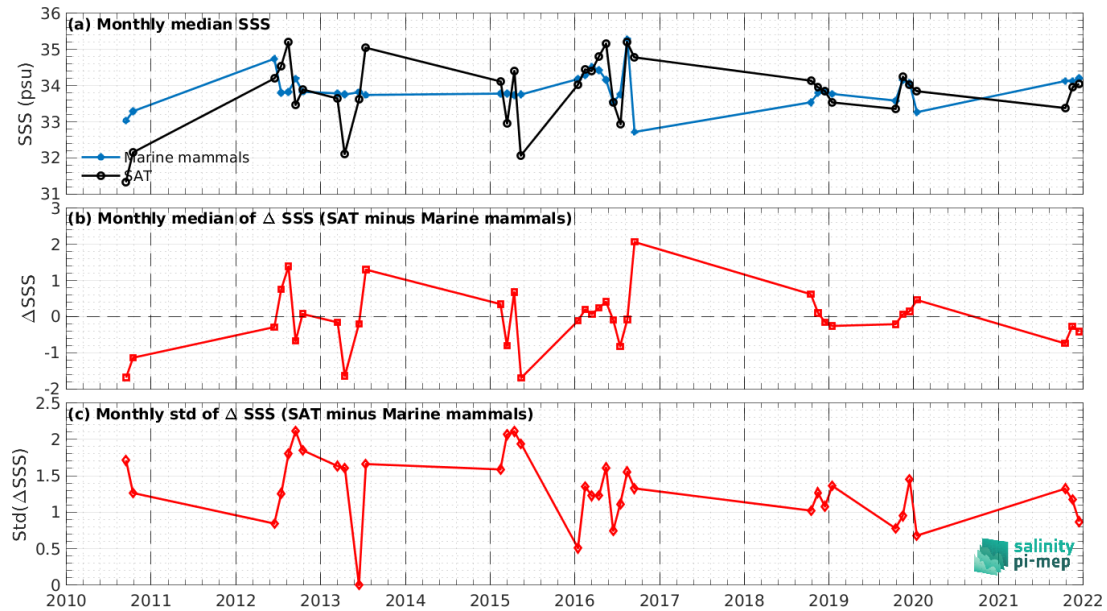 (a) Monthly median SSS
36
35
34
33
32
31
SSS (psu)
Marine mammals
SAT
(b) Monthly median of Δ SSS (SAT minus Marine mammals)
3
2
1
0
-1
-2
ΔSSS
(c) Monthly std of Δ SSS (SAT minus Marine mammals)
2.5
2
1.5
1
0.5
0
Std(ΔSSS)
salinity
pi-mep
2010 2011 2012 2013 2014 2015 2016 2017 2018 2019 2020 2021 2022